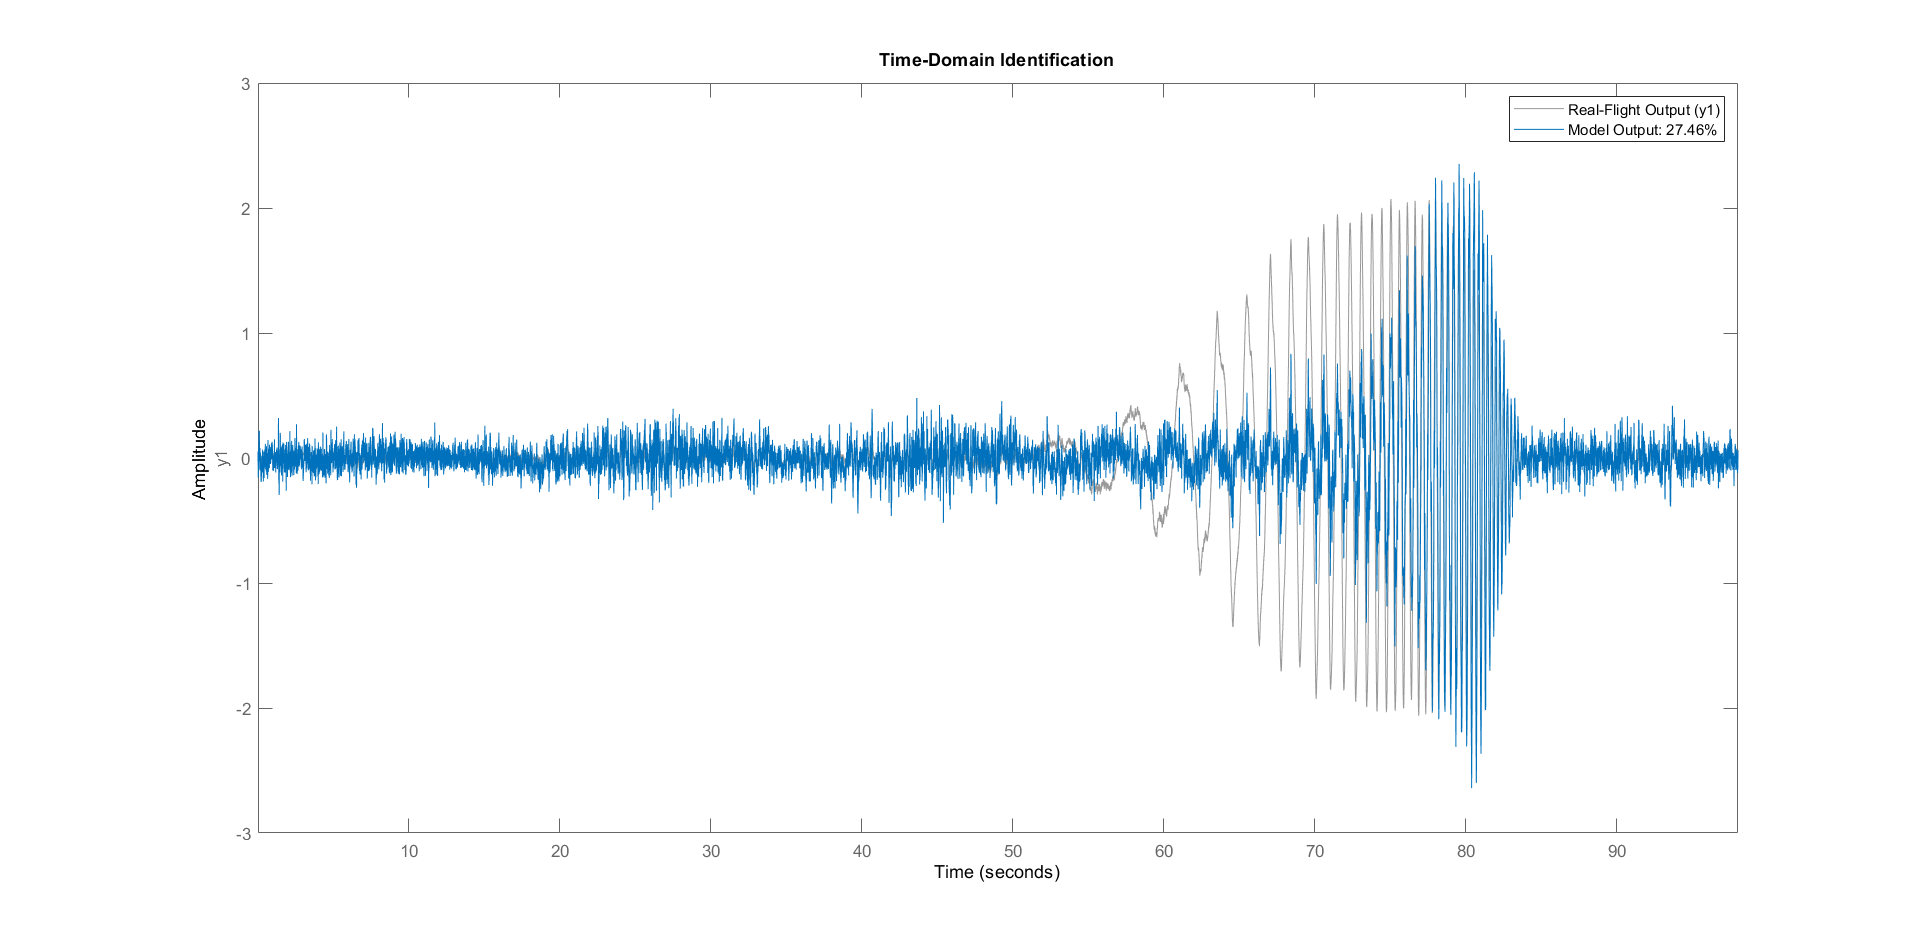 Time-Domain Identification
Real-Flight Output (y1)
Model Output: 27.46%
3
2
1
0
-1
-2
-3
Amplitude
y1
10 20 30 40 50 60 70 80 90
Time (seconds)